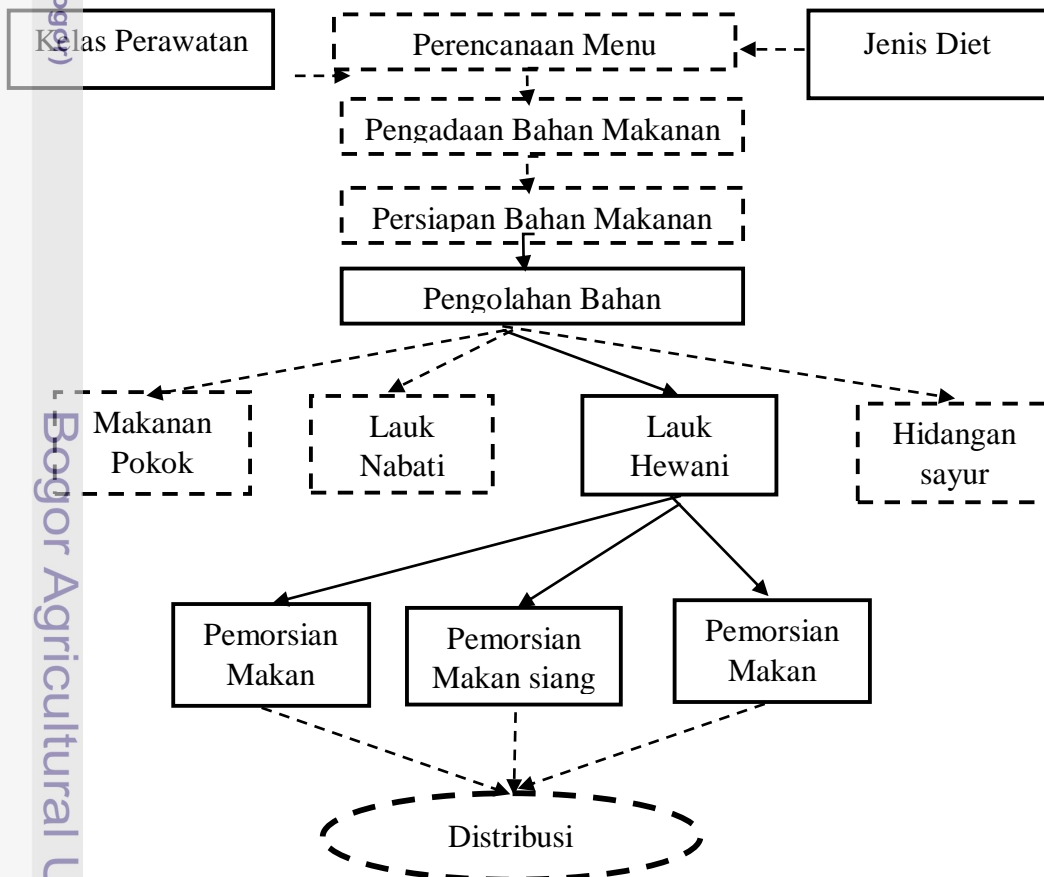 Kelas Perawatan
Perencanaan Menu
Jenis Diet
Pengadaan Bahan Makanan
Persiapan Bahan Makanan
Pengolahan Bahan
Makanan
Pokok
Lauk
Nabati
Lauk
Hewani
Hidangan
sayur
Pemorsian
Makan
Pemorsian
Makan siang
Pemorsian
Makan
Distribusi
ogor)
Bogor Agricultural U